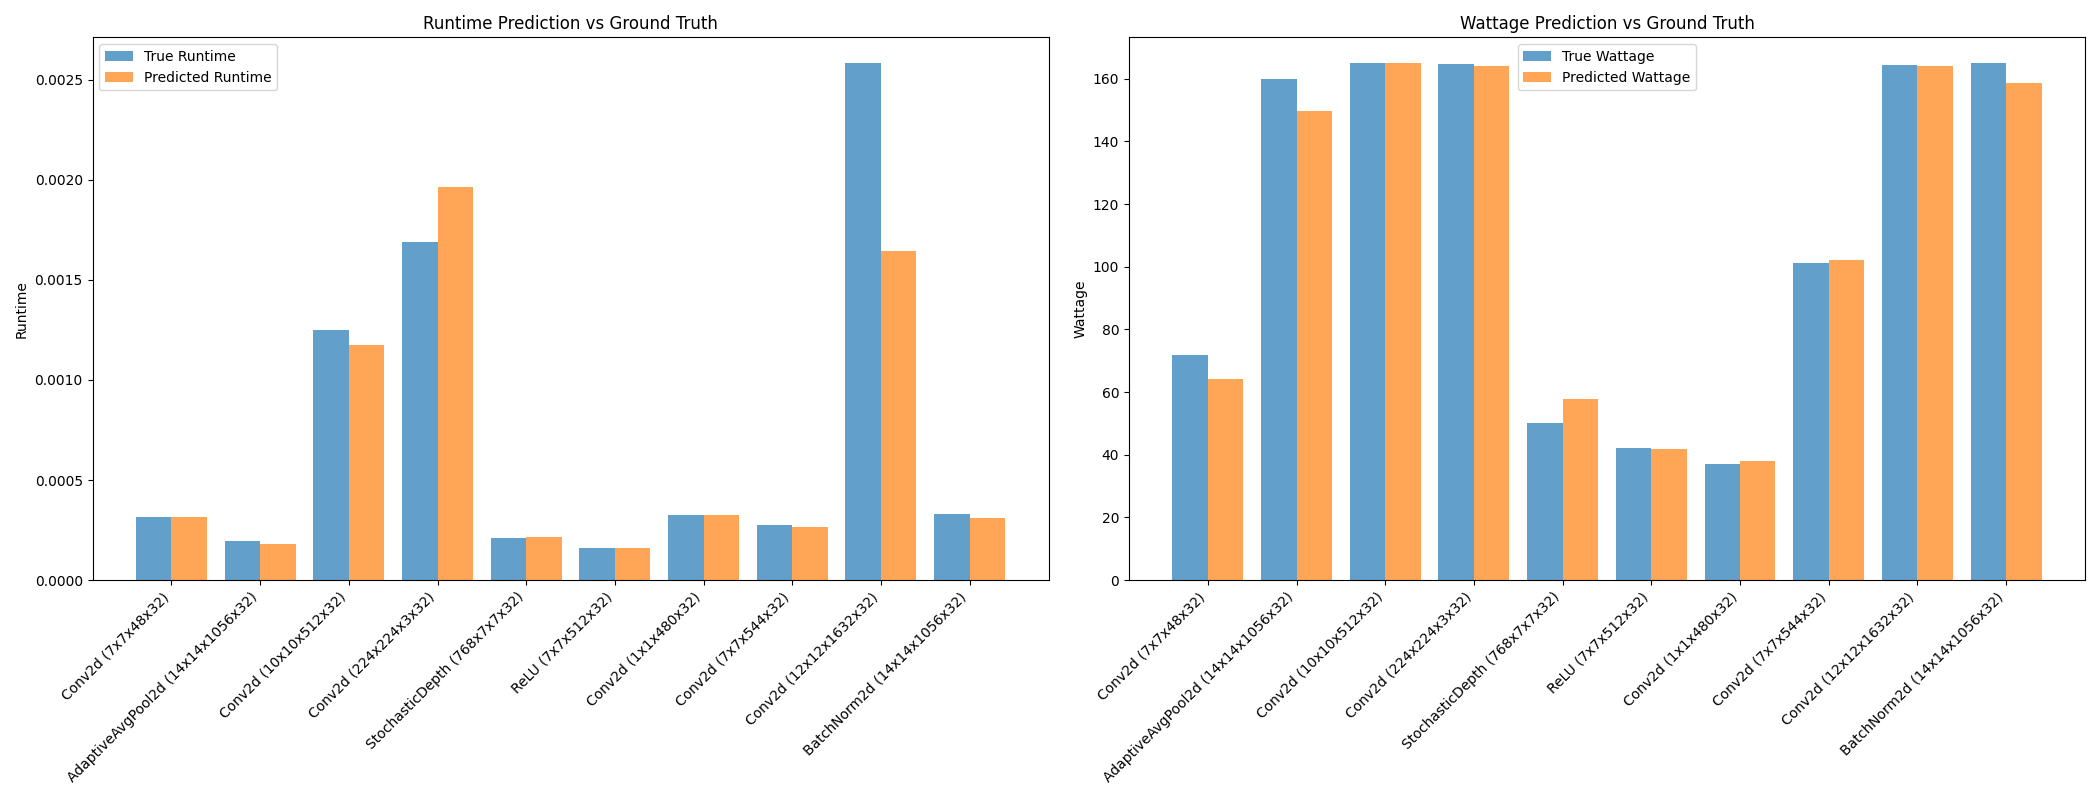 Runtime Prediction vs Ground Truth
True Runtime
Predicted Runtime
Runtime
0.0025
0.0020
0.0015
0.0010
0.0005
0.0000
Conv2d (7x7x48x32)
AdaptiveAvgPool2d (14x14x1056x32)
Conv2d (10x10x512x32)
Conv2d (224x224x3x32)
StochasticDepth (768x7x7x32)
ReLU (7x7x512x32)
Conv2d (1x1x480x32)
Conv2d (7x7x544x32)
Conv2d (12x12x1632x32)
BatchNorm2d (14x14x1056x32)
Wattage Prediction vs Ground Truth
True Wattage
Predicted Wattage
Wattage
160
140
120
100
80
60
40
20
0
Conv2d (7x7x48x32)
AdaptiveAvgPool2d (14x14x1056x32)
Conv2d (10x10x512x32)
Conv2d (224x224x3x32)
StochasticDepth (768x7x7x32)
ReLU (7x7x512x32)
Conv2d (1x1x480x32)
Conv2d (7x7x544x32)
Conv2d (12x12x1632x32)
BatchNorm2d (14x14x1056x32)